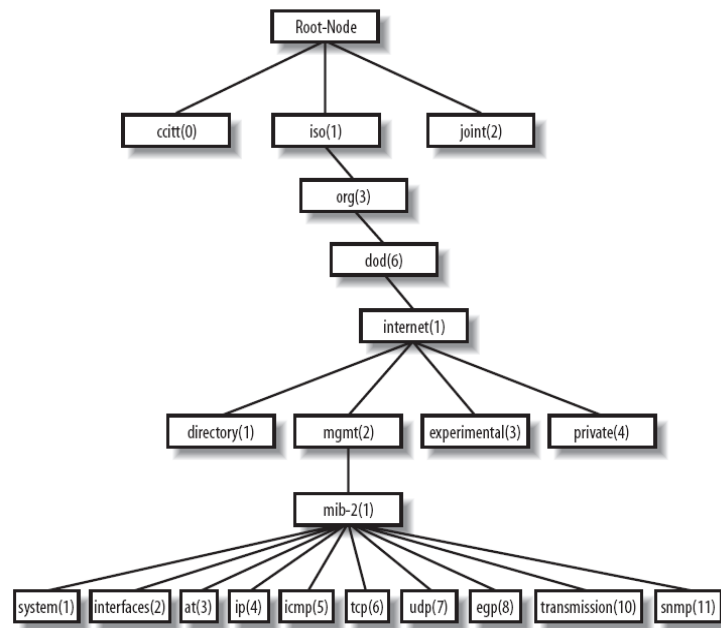 Root-Node
ccitt(0) iso(1) joint(2)
org(3)
dod(6)
internet(1)
directory(1) mgmt(2) experimental(3) private(4)
mib-2(1)
system(1) interfaces(2) at(3) ip(4) icmp(5) tcp(6) udp(7) egp(8) transmission(10) snmp(11)